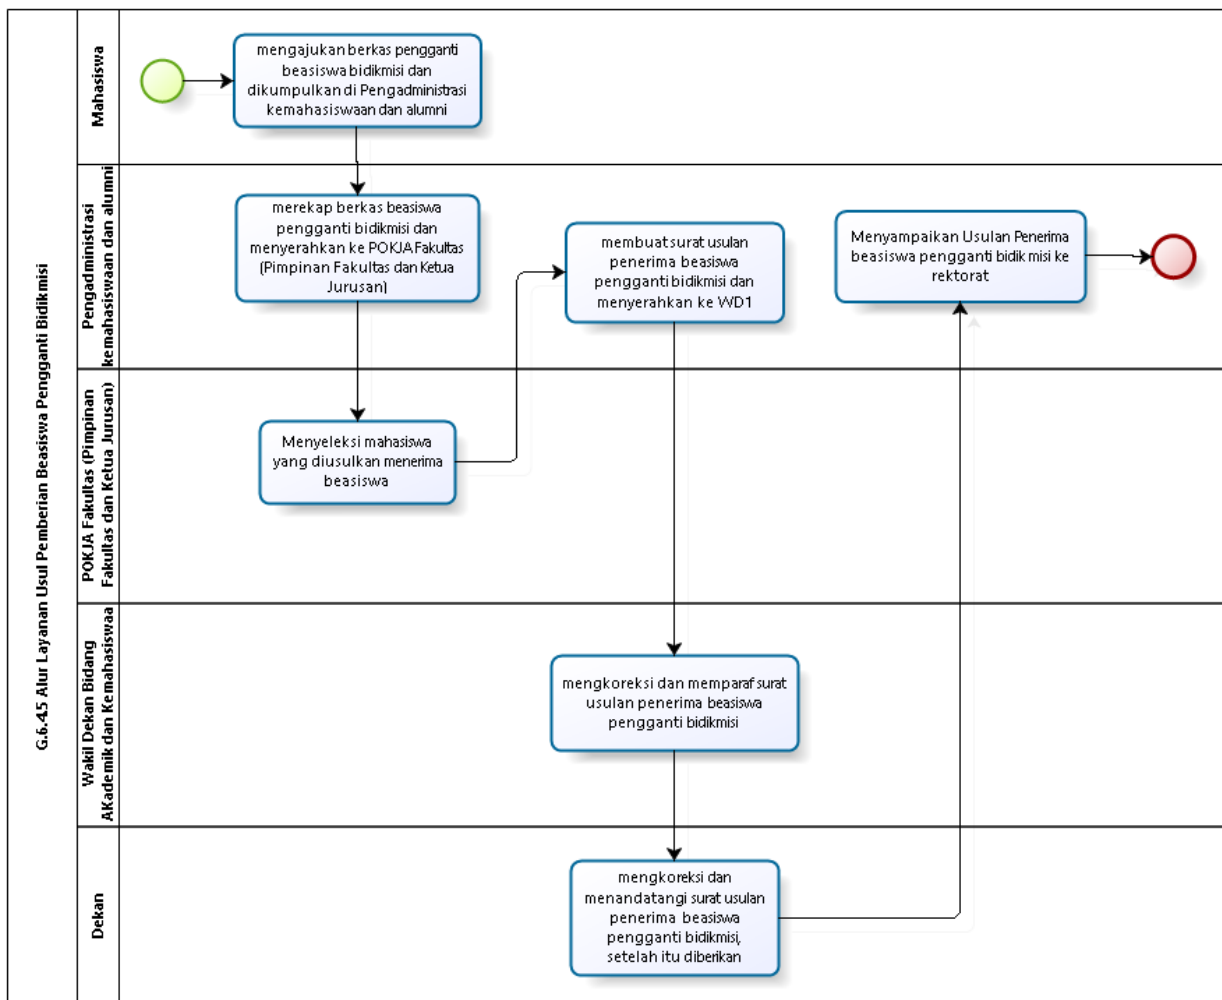 G.6.4.5 Alur Layanan Usul Pemberian Beasiswa Pengganti Bidikmisi
Mahasiswa
mengajukan berkas pengganti
beasiswa bidikmisi dan
dikumpulkan di Pengadministrasi
kemahasiswaan dan alumni
Pengadministrasi
kemahasiswaan dan alumni
merekap berkas beasiswa
pengganti bidikmisi dan
menyerahkan ke POKJA Fakultas
(Pimpinan Fakultas dan Ketua
Jurusan)
membuat surat usulan
penerima beasiswa
pengganti bidikmisi dan
menyerahkan ke WD1
Menyampaikan Usulan Penerima
beasiswa pengganti bidikmisi ke
rektorat
POKJA Fakultas (Pimpinan
Fakultas dan Ketua Jurusan)
Menyeleksi mahasiswa
yang diusulkan menerima
beasiswa
Wakil Dekan Bidang
AKademik dan Kemahasiswaa
mengkoreksi dan memparaf surat
usulan penerima beasiswa
pengganti bidikmisi
Dekan
mengkoreksi dan
menandatangi surat usulan
penerima beasiswa
pengganti bidikmisi,
setelah itu diberikan